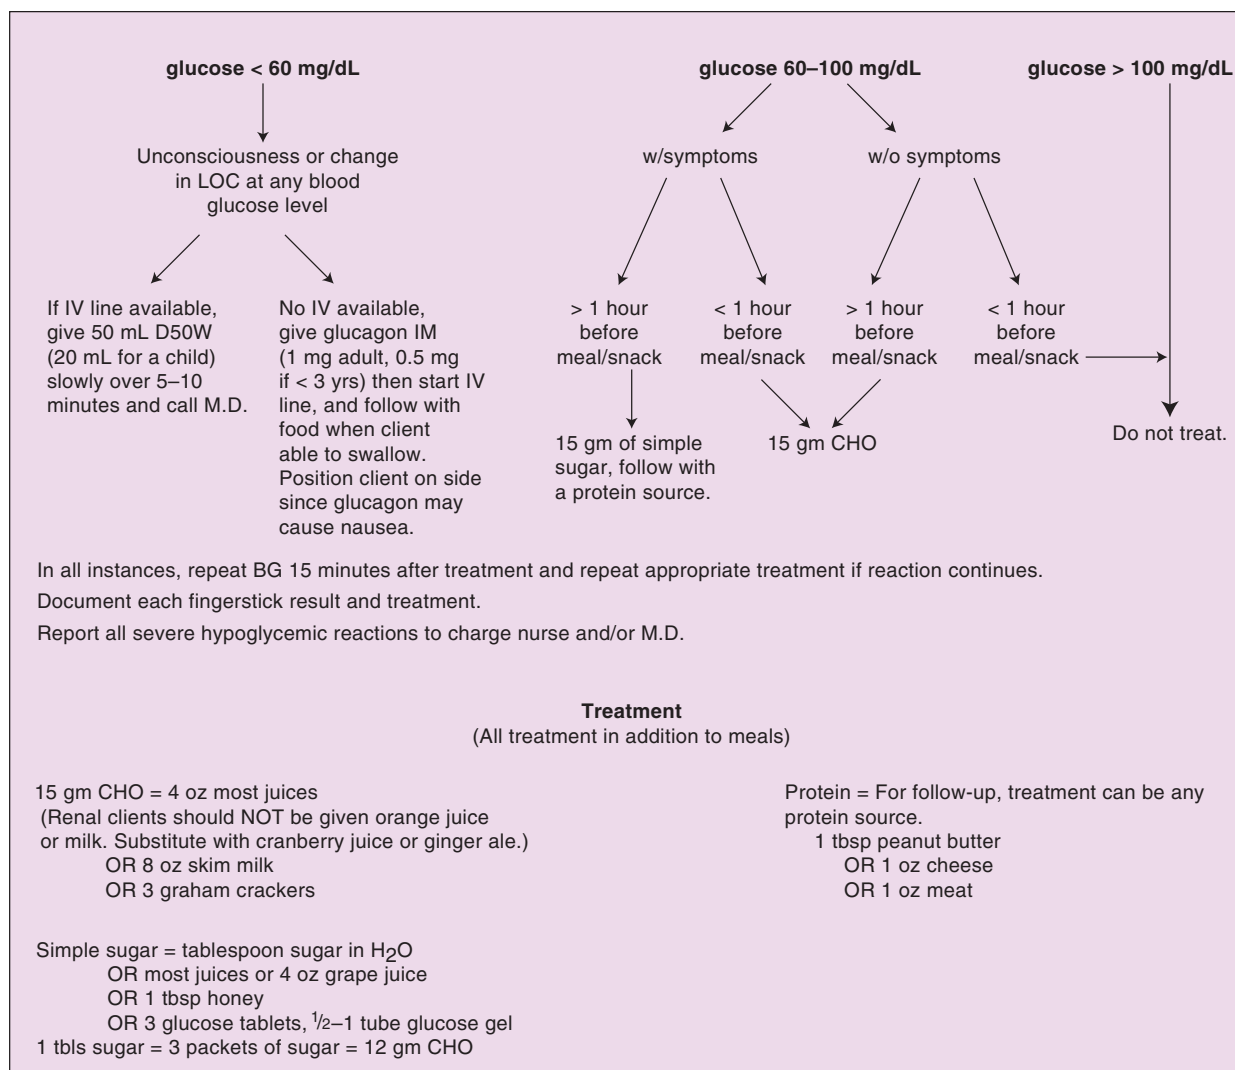 glucose < 60 mg/dL
Unconsciousness or change
in LOC at any blood
glucose level
If IV line available,
give 50 mL D50W
(20 mL for a child)
slowly over 5–10
minutes and call M.D.
No IV available,
give glucagon IM
(1 mg adult, 0.5 mg
if < 3 yrs) then start IV
line, and follow with
food when client
able to swallow.
Position client on side
since glucagon may
cause nausea.
glucose 60–100 mg/dL
w/symptoms
w/o symptoms
> 1 hour
before
meal/snack
< 1 hour
before
meal/snack
> 1 hour
before
meal/snack
< 1 hour
before
meal/snack
15 gm of simple
sugar, follow with
a protein source.
15 gm CHO
glucose > 100 mg/dL
Do not treat.
In all instances, repeat BG 15 minutes after treatment and repeat appropriate treatment if reaction continues.
Document each fingerstick result and treatment.
Report all severe hypoglycemic reactions to charge nurse and/or M.D.
Treatment
(All treatment in addition to meals)
15 gm CHO = 4 oz most juices
(Renal clients should NOT be given orange juice
or milk. Substitute with cranberry juice or ginger ale.)
OR 8 oz skim milk
OR 3 graham crackers
Protein = For follow-up, treatment can be any
protein source.
1 tbsp peanut butter
OR 1 oz cheese
OR 1 oz meat
Simple sugar = tablespoon sugar in H₂O
OR most juices or 4 oz grape juice
OR 1 tbsp honey
OR 3 glucose tablets, ½–1 tube glucose gel
1 tbls sugar = 3 packets of sugar = 12 gm CHO